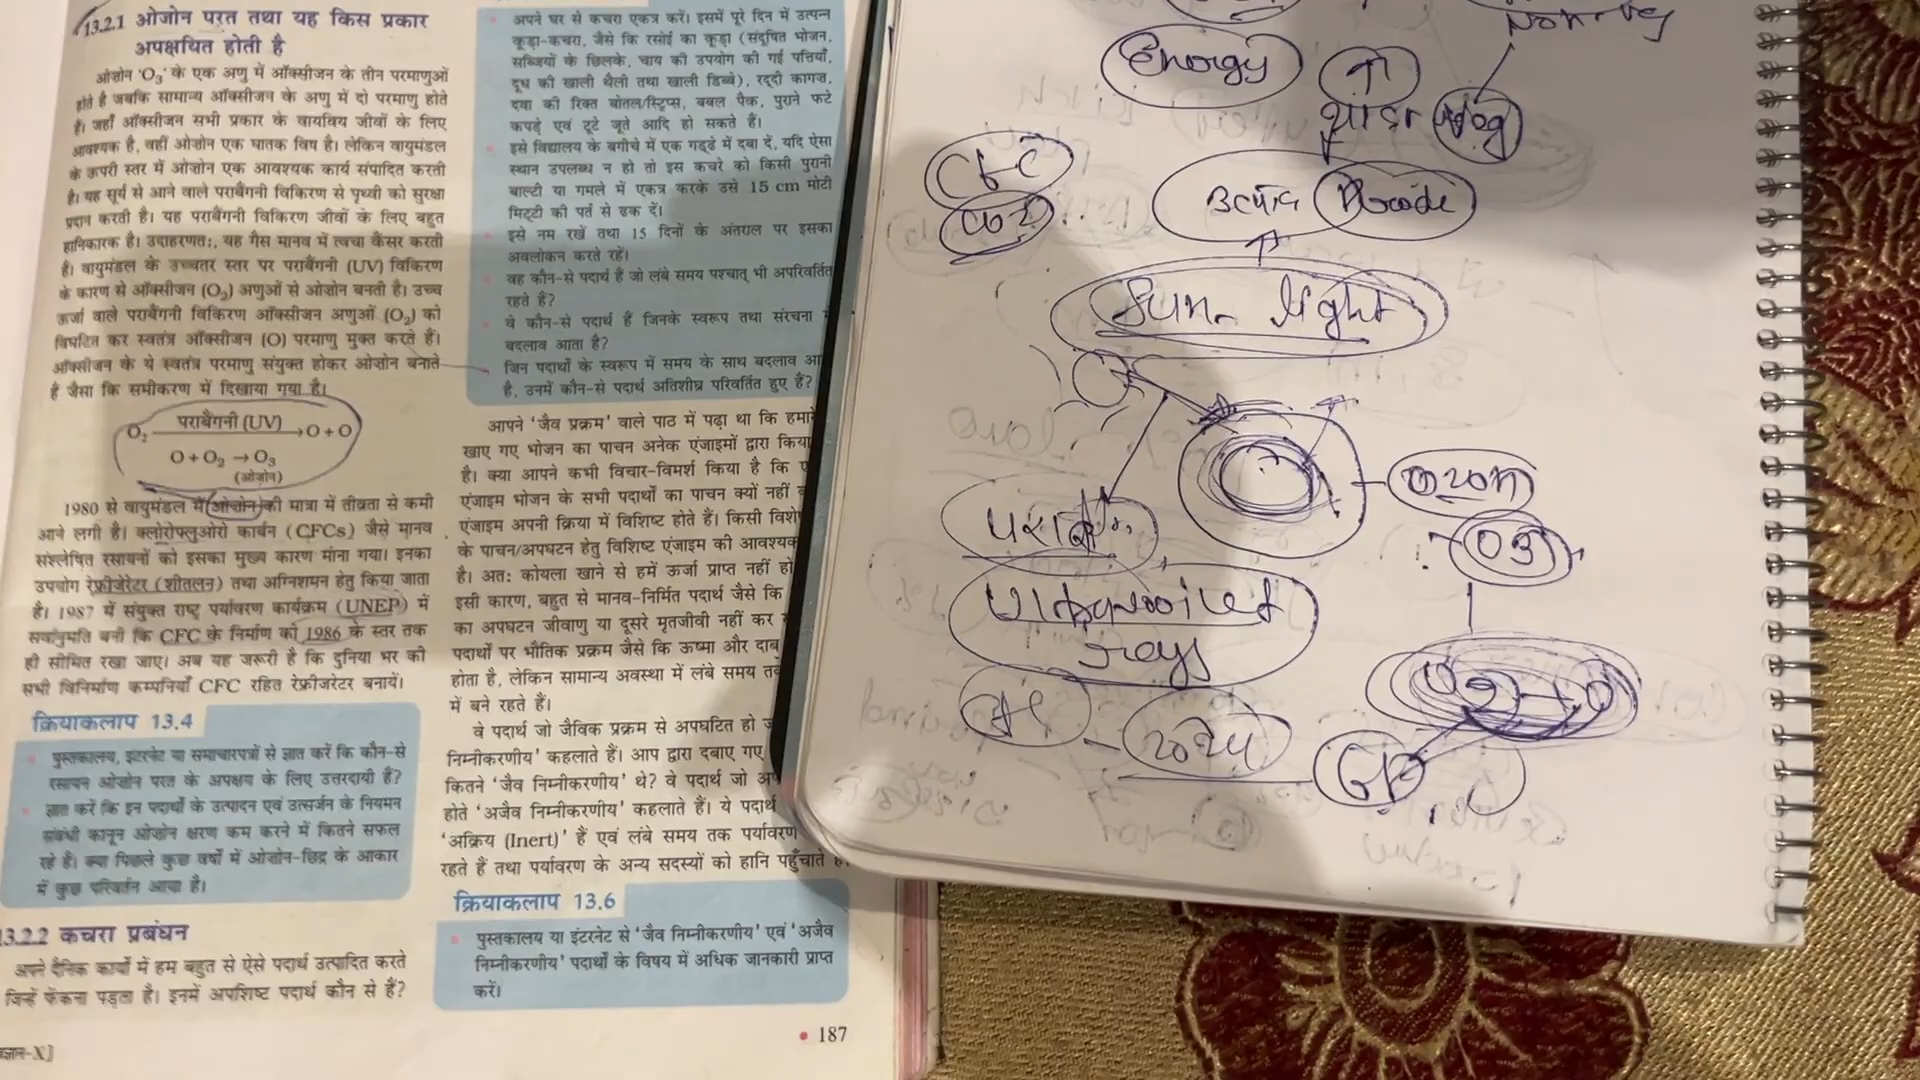 13.2.1 ओज़ोन परत तथा यह किस प्रकार
अपक्षयित होती है
ओज़ोन 'O₃' के एक अणु में ऑक्सीजन के तीन परमाणुओं
होते है जबकि सामान्य ऑक्सीजन के अणु में दो परमाणु होते
हैं। जहाँ ऑक्सीजन सभी प्रकार के वायविय जीवों के लिए
आवश्यक है, वहीं ओज़ोन एक घातक विष है। लेकिन वायुमंडल
के ऊपरी स्तर में ओज़ोन एक आवश्यक कार्य संपादित करती
है। यह सूर्य से आने वाले पराबैंगनी विकिरण से पृथ्वी को सुरक्षा
प्रदान करती है। यह पराबैंगनी विकिरण जीवों के लिए बहुत
हानिकारक है। उदाहरणतः, यह गैस मानव में त्वचा कैंसर करती
हैं। वायुमंडल के उच्चतर स्तर पर पराबैंगनी (UV) विकिरण
के कारण से ऑक्सीजन (O₂) अणुओं से ओज़ोन बनती है। उच्च
ऊर्जा वाले पराबैंगनी विकिरण ऑक्सीजन अणुओं (O₂) को
विघटित कर स्वतंत्र ऑक्सीजन (O) परमाणु मुक्त करते हैं।
ऑक्सीजन के ये स्वतंत्र परमाणु संयुक्त होकर ओज़ोन बनाते
हैं जैसा कि समीकरण में दिखाया गया है।
O₂ पराबैंगनी (UV) → O + O
O + O₂ → O₃
(ओज़ोन)
1980 से वायुमंडल में ओज़ोन की मात्रा में तीव्रता से कमी
आने लगी है। क्लोरोफ्लुओरो कार्बन (CFCs) जैसे मानव
संश्लेषित रसायनों को इसका मुख्य कारण माना गया। इनका
उपयोग रेफ्रीजेरेटर (शीतलन) तथा अग्निशमन हेतु किया जाता
है। 1987 में संयुक्त राष्ट्र पर्यावरण कार्यक्रम (UNEP) में
सर्वानुमति बनी कि CFC के निर्माण को 1986 के स्तर तक
ही सीमित रखा जाए। अब यह जरूरी है कि दुनिया भर की
सभी विनिर्माण कम्पनियाँ CFC रहित रेफ्रीजरेटर बनायें।
क्रियाकलाप 13.4
पुस्तकालय, इंटरनेट या समाचारपत्रों से ज्ञात करें कि कौन-से
रसायन ओज़ोन परत के अपक्षय के लिए उत्तरदायी हैं?
ज्ञात करें कि इन पदार्थों के उत्पादन एवं उत्सर्जन के नियमन
संबंधी कानून ओज़ोन क्षरण कम करने में कितने सफल
रहे हैं। क्या पिछले कुछ वर्षों में ओज़ोन-छिद्र के आकार
में कुछ परिवर्तन आया है।
13.2.2 कचरा प्रबंधन
अपने दैनिक कार्यों में हम बहुत से ऐसे पदार्थ उत्पादित करते
जिन्हें फेंकना पड़ता है। इनमें अपशिष्ट पदार्थ कौन से हैं?
अपने घर से कचरा एकत्र करें। इसमें पूरे दिन में उत्पन्न
कूड़ा-कचरा, जैसे कि रसोई का कूड़ा (संदूषित भोजन,
सब्जियों के छिलके, चाय की उपयोग की गई पत्तियाँ,
दूध की खाली थैली तथा खाली डिब्बे), रद्दी कागज़,
दवा की रिक्त बोतल/स्ट्रिप्स, बबल पैक, पुराने फटे
कपड़े एवं टूटे जूते आदि हो सकते हैं।
इसे विद्यालय के बगीचे में एक गड्ढे में दबा दें, यदि ऐसा
स्थान उपलब्ध न हो तो इस कचरे को किसी पुरानी
बाल्टी या गमले में एकत्र करके उसे 15 cm मोटी
मिट्टी की पर्त से ढक दें।
इसे नम रखें तथा 15 दिनों के अंतराल पर इसका
अवलोकन करते रहें।
वह कौन-से पदार्थ हैं जो लंबे समय पश्चात् भी अपरिवर्तित
रहते हैं?
वे कौन-से पदार्थ हैं जिनके स्वरूप तथा संरचना
बदलाव आता है?
जिन पदार्थों के स्वरूप में समय के साथ बदलाव आ
है, उनमें कौन-से पदार्थ अतिशीघ्र परिवर्तित हुए हैं?
आपने 'जैव प्रक्रम' वाले पाठ में पढ़ा था कि हमारे
खाए गए भोजन का पाचन अनेक एंजाइमों द्वारा किया
है। क्या आपने कभी विचार-विमर्श किया है कि
एंजाइम भोजन के सभी पदार्थों का पाचन क्यों नहीं
एंजाइम अपनी क्रिया में विशिष्ट होते हैं। किसी विशे
के पाचन/अपघटन हेतु विशिष्ट एंजाइम की आवश्यक
है। अतः कोयला खाने से हमें ऊर्जा प्राप्त नहीं हो
इसी कारण, बहुत से मानव-निर्मित पदार्थ जैसे कि
का अपघटन जीवाणु या दूसरे मृतजीवी नहीं कर
पदार्थों पर भौतिक प्रक्रम जैसे कि ऊष्मा और दाब
होता है, लेकिन सामान्य अवस्था में लंबे समय
में बने रहते हैं।
वे पदार्थ जो जैविक प्रक्रम से अपघटित हो
निम्नीकरणीय' कहलाते हैं। आप द्वारा दबाए गए
कितने 'जैव निम्नीकरणीय' थे? वे पदार्थ जो
होते 'अजैव निम्नीकरणीय' कहलाते हैं। ये पदार्थ
'अक्रिय (Inert)' हैं एवं लंबे समय तक पर्यावरण
रहते हैं तथा पर्यावरण के अन्य सदस्यों को हानि पहुँचाते
क्रियाकलाप 13.6
पुस्तकालय या इंटरनेट से 'जैव निम्नीकरणीय' एवं 'अजैव
निम्नीकरणीय' पदार्थों के विषय में अधिक जानकारी प्राप्त
करें।
187
Energy
CFC
Sun light
O3
rays